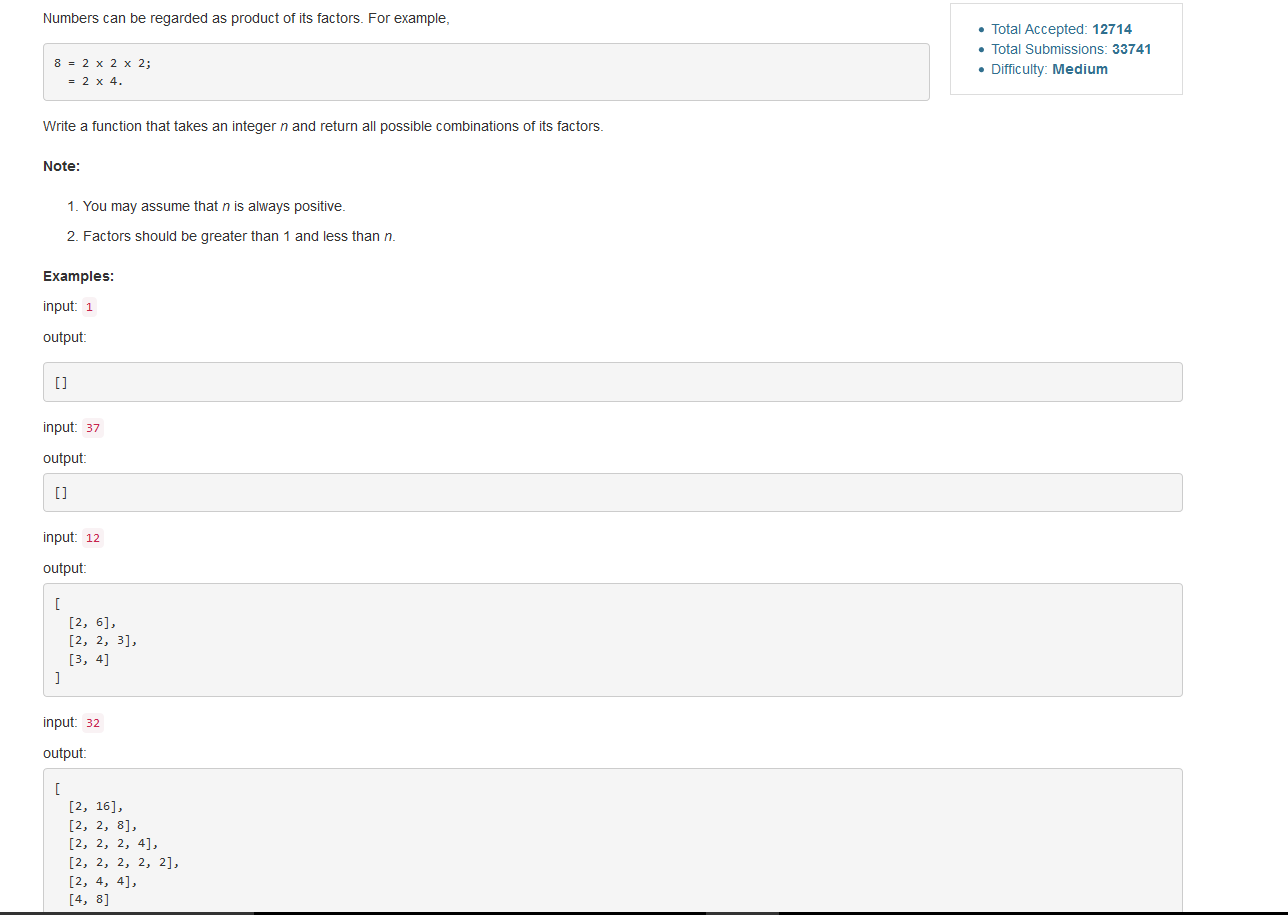 Numbers can be regarded as product of its factors. For example,
8 = 2 x 2 x 2;
= 2 x 4.
Total Accepted: 12714
Total Submissions: 33741
Difficulty: Medium
Write a function that takes an integer n and return all possible combinations of its factors.
Note:
1. You may assume that n is always positive.
2. Factors should be greater than 1 and less than n.
Examples:
input: 1
output:
[]
input: 37
output:
[]
input: 12
output:
[
[2, 6],
[2, 2, 3],
[3, 4]
]
input: 32
output:
[
[2, 16],
[2, 2, 8],
[2, 2, 2, 4],
[2, 2, 2, 2, 2],
[2, 4, 4],
[4, 8]